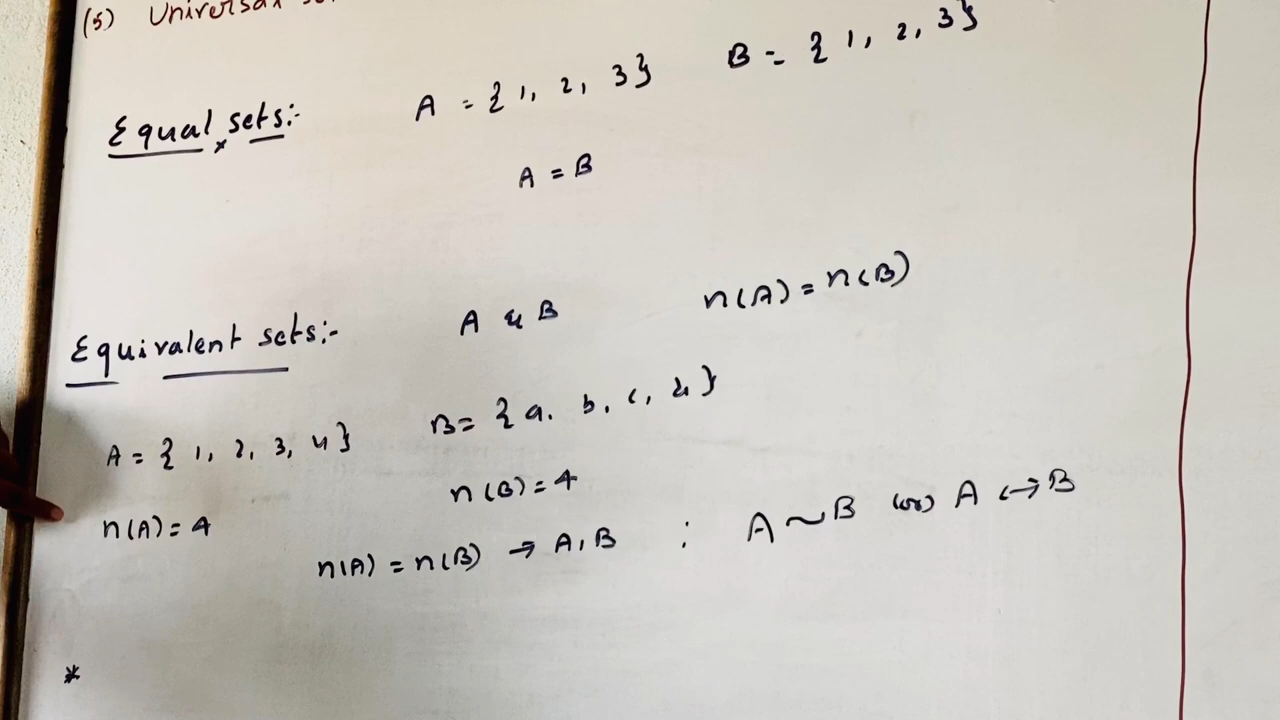 (5) Universal
Equal sets:- A = {1, 2, 3} B = {1, 2, 3}
A = B
Equivalent sets:- A & B n(A) = n(B)
A = {1, 2, 3, 4} B = {a, b, c, d}
n(A) = 4 n(B) = 4
n(A) = n(B) → A, B ; A ~ B (or) A ↔ B
*